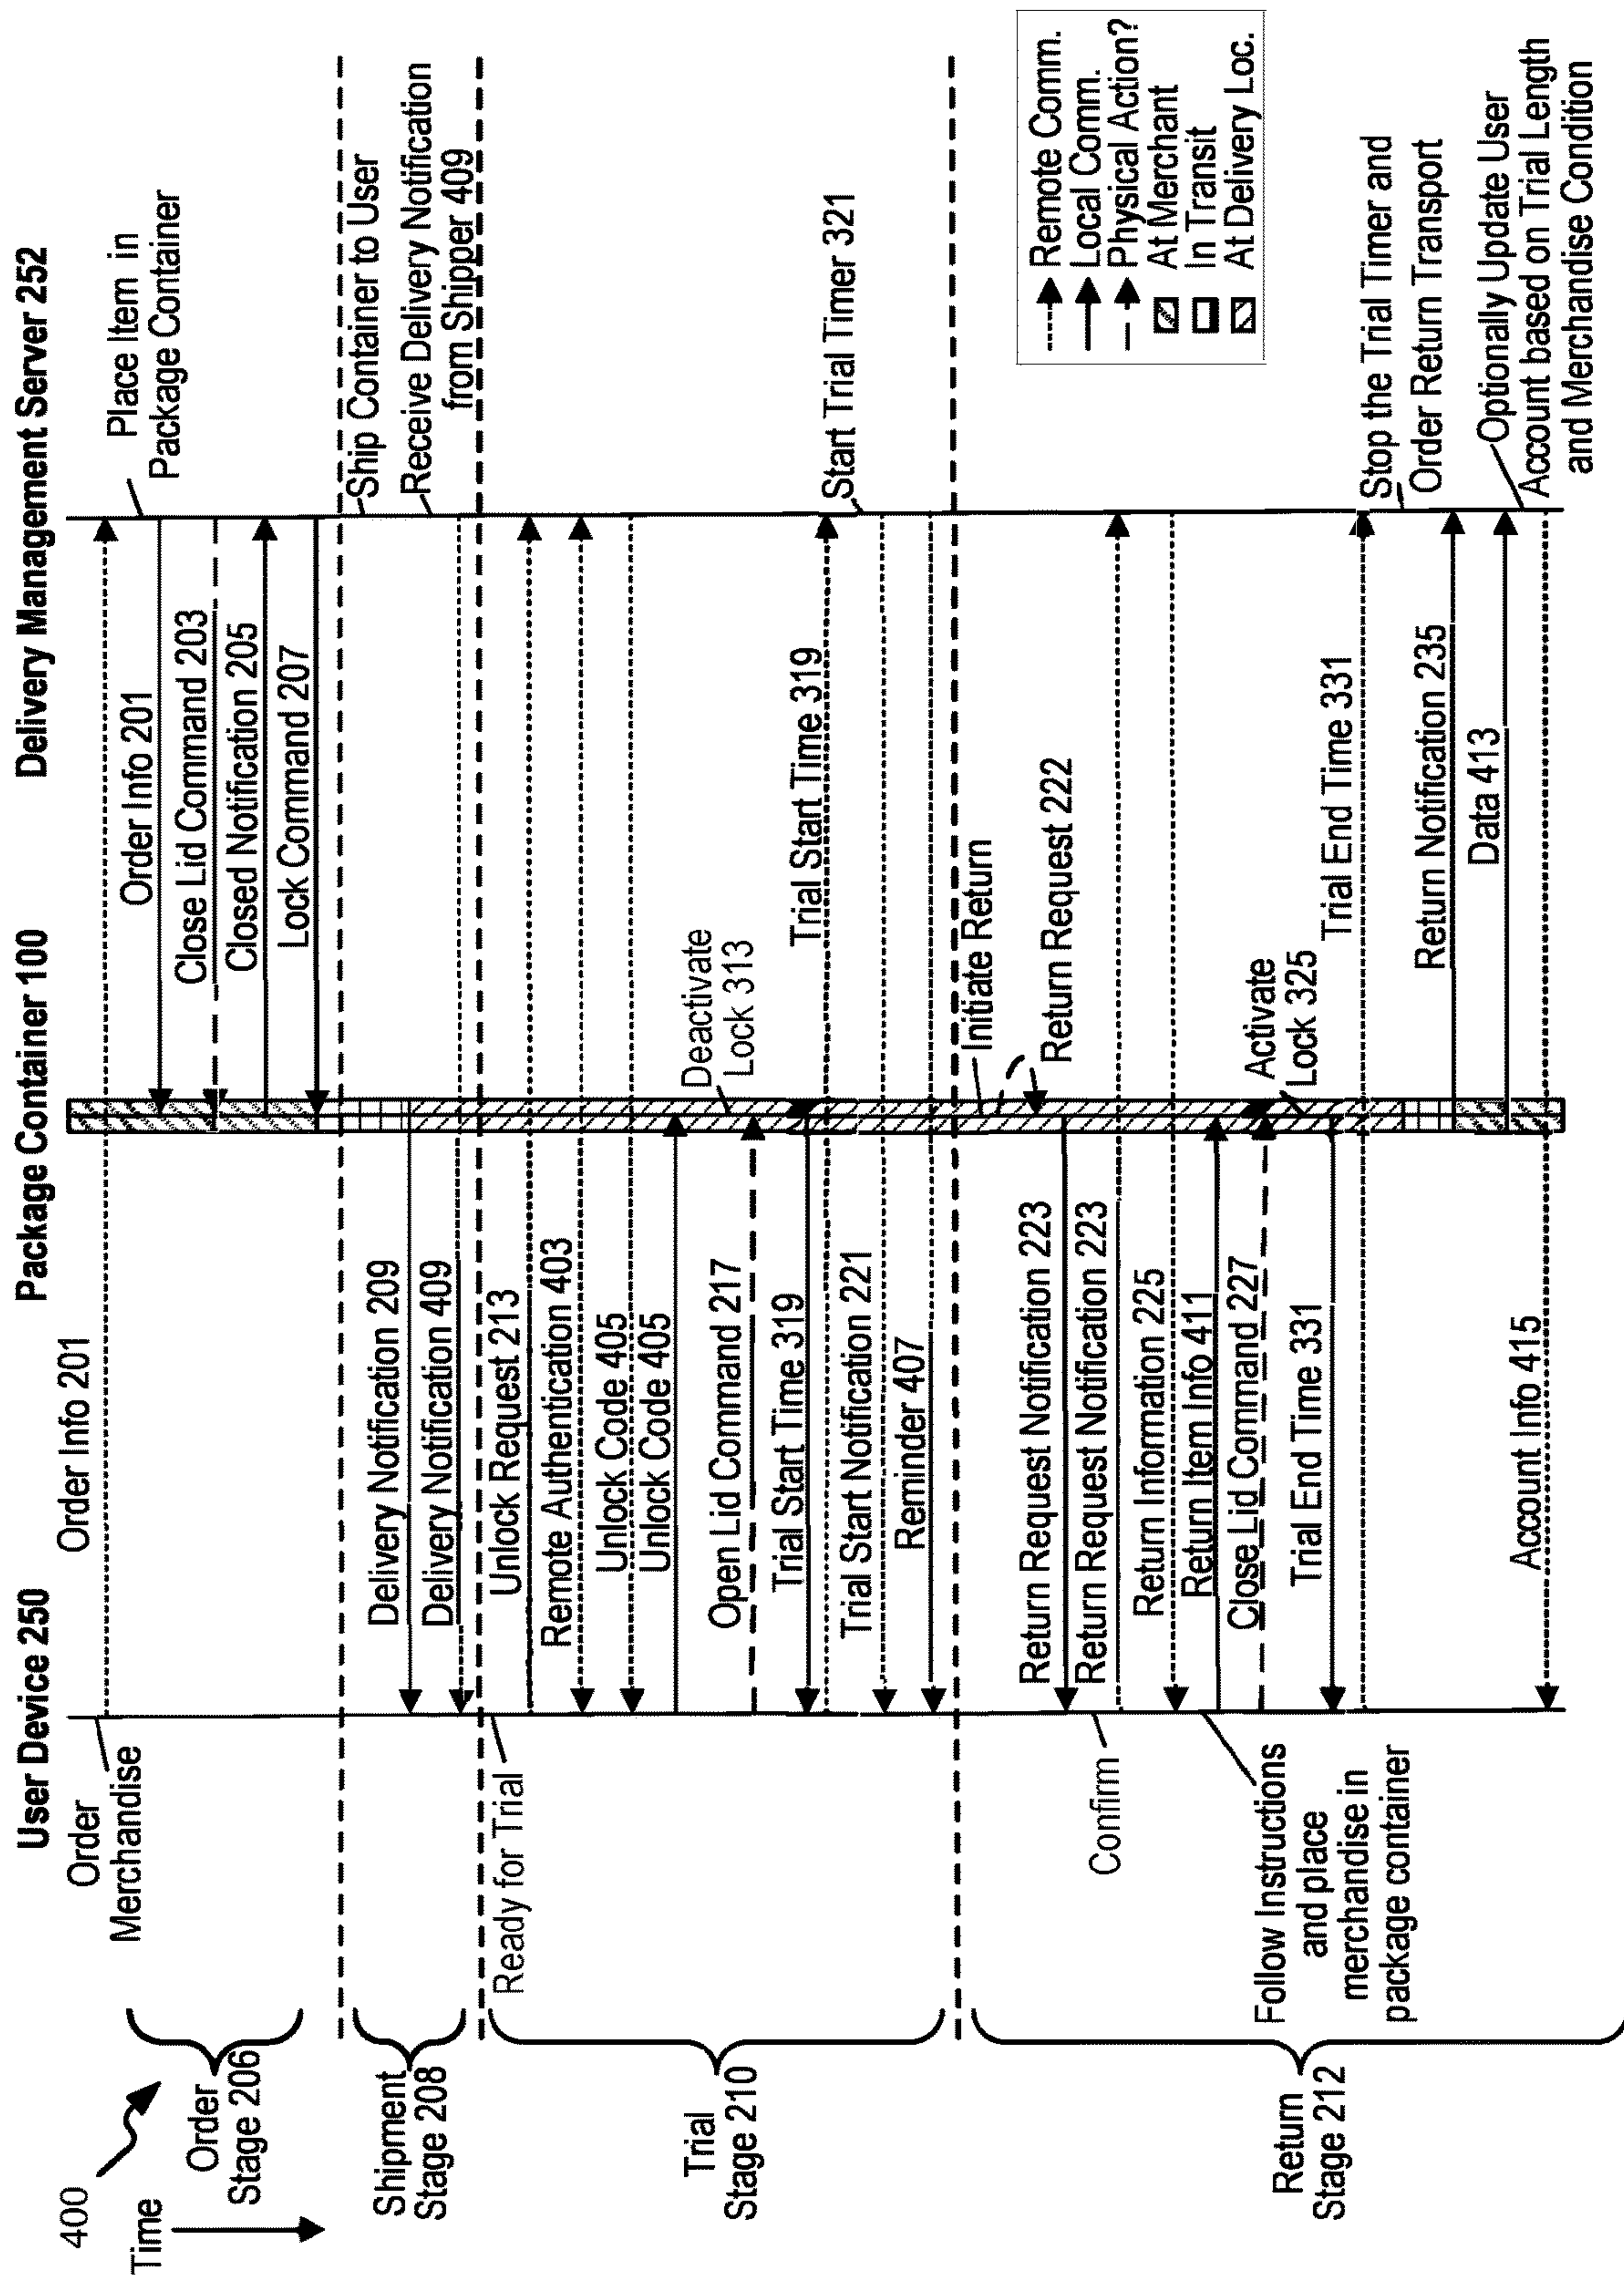 400
Time
User Device 250
Package Container 100
Delivery Management Server 252
Order
Stage 206
Order
Merchandise
Order Info 201
Place Item in
Package Container
Order Info 201
Close Lid Command 203
Closed Notification 205
Lock Command 207
Shipment
Stage 208
Ship Container to User
Receive Delivery Notification
from Shipper 409
Delivery Notification 209
Delivery Notification 409
Trial
Stage 210
Ready for Trial
Unlock Request 213
Remote Authentication 403
Unlock Code 405
Unlock Code 405
Deactivate
Lock 313
Open Lid Command 217
Trial Start Time 319
Trial Start Time 319
Start Trial Timer 321
Trial Start Notification 221
Reminder 407
Return
Stage 212
Initiate Return
Return Request 222
Return Request Notification 223
Confirm
Return Request Notification 223
Return Information 225
Return Item Info 411
Follow Instructions
and place
merchandise in
package container
Close Lid Command 227
Activate
Lock 325
Trial End Time 331
Trial End Time 331
Stop the Trial Timer and
Order Return Transport
Return Notification 235
Data 413
Optionally Update User
Account based on Trial Length
and Merchandise Condition
Account Info 415
Remote Comm.
Local Comm.
Physical Action?
At Merchant
In Transit
At Delivery Loc.